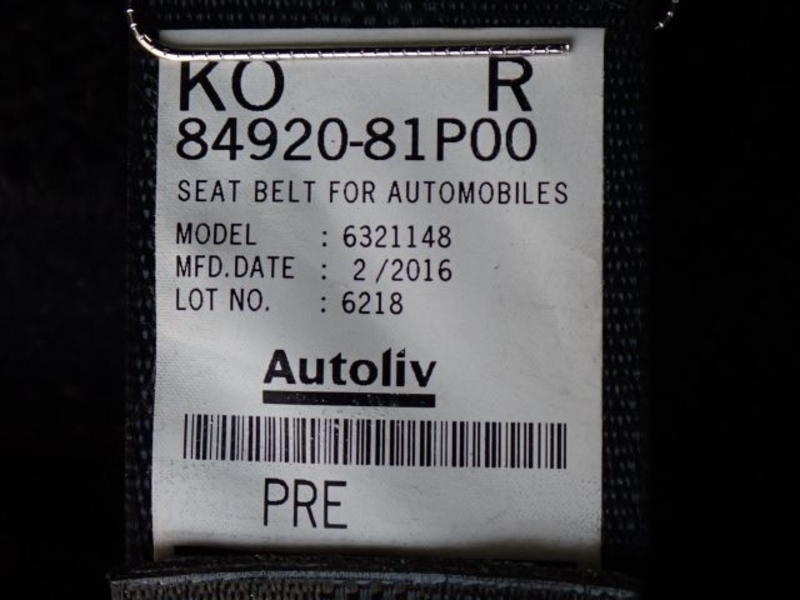 KO R
84920-81P00
SEAT BELT FOR AUTOMOBILES
MODEL : 6321148
MFD.DATE : 2/2016
LOT NO. : 6218
Autoliv
PRE